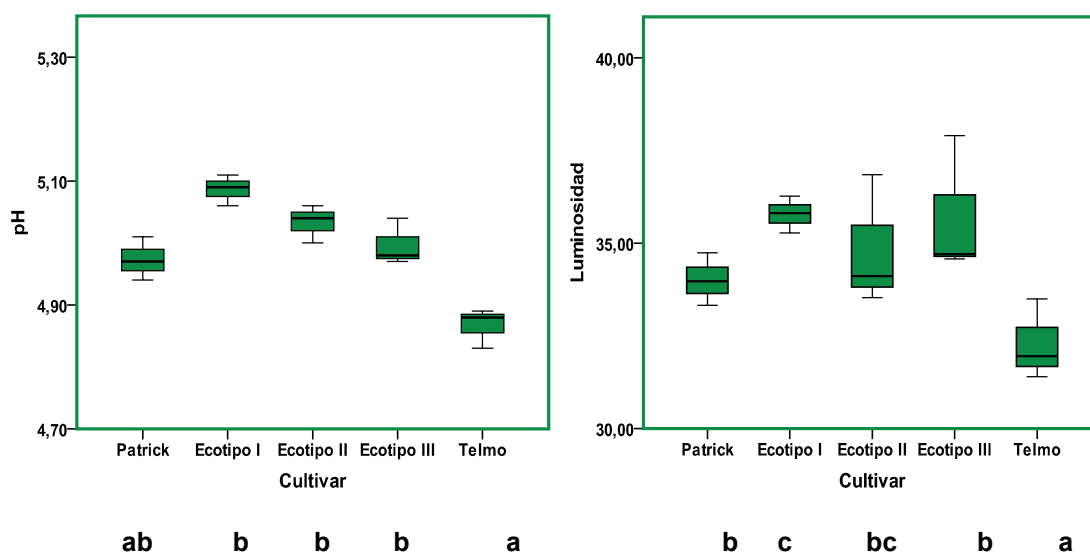 5,30
5,10
4,90
4,70
pH
Patrick Ecotipo I Ecotipo II Ecotipo III Telmo
Cultivar
ab b b b a
40,00
35,00
30,00
Luminosidad
Patrick Ecotipo I Ecotipo II Ecotipo III Telmo
Cultivar
b c bc b a